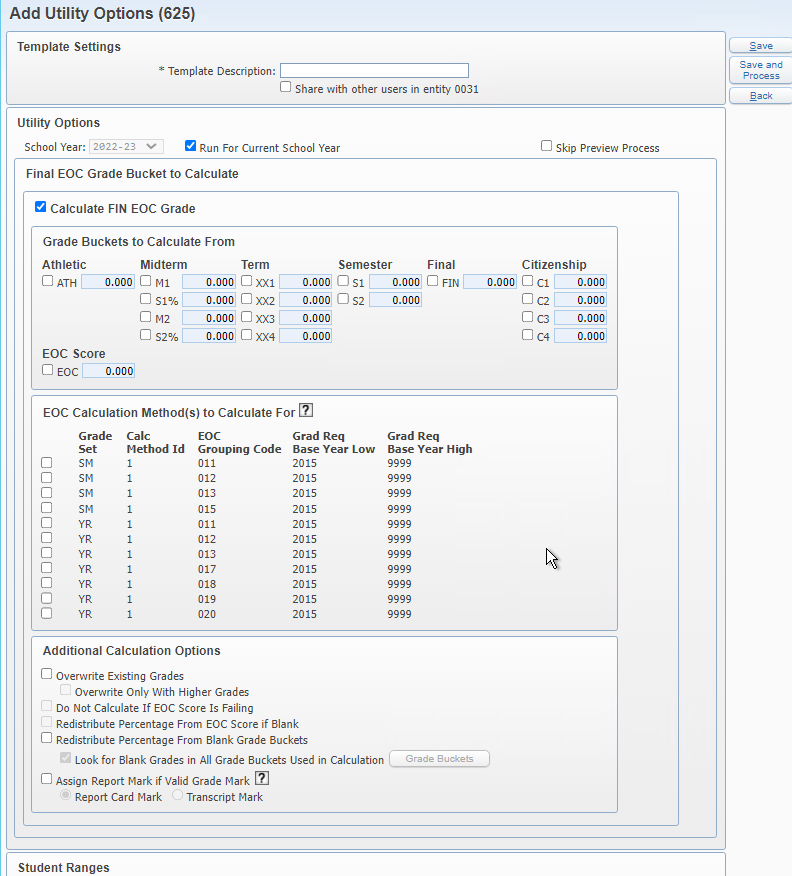 Add Utility Options (625)
Template Settings
Save
* Template Description:
Save and
Process
Share with other users in entity 0031
Back
Utility Options
School Year: 2022-23 Run For Current School Year Skip Preview Process
Final EOC Grade Bucket to Calculate
Calculate FIN EOC Grade
Grade Buckets to Calculate From
Athletic Midterm Term Semester Final Citizenship
ATH 0.000 M1 0.000 XX1 0.000 S1 0.000 FIN 0.000 C1 0.000
S1% 0.000 XX2 0.000 S2 0.000 C2 0.000
M2 0.000 XX3 0.000 C3 0.000
S2% 0.000 XX4 0.000 C4 0.000
EOC Score
EOC 0.000
EOC Calculation Method(s) to Calculate For ?
Grade Calc EOC Grad Req Grad Req
Set Method Id Grouping Code Base Year Low Base Year High
SM 1 011 2015 9999
SM 1 012 2015 9999
SM 1 013 2015 9999
SM 1 015 2015 9999
YR 1 011 2015 9999
YR 1 012 2015 9999
YR 1 013 2015 9999
YR 1 017 2015 9999
YR 1 018 2015 9999
YR 1 019 2015 9999
YR 1 020 2015 9999
Additional Calculation Options
Overwrite Existing Grades
Overwrite Only With Higher Grades
Do Not Calculate If EOC Score Is Failing
Redistribute Percentage From EOC Score if Blank
Redistribute Percentage From Blank Grade Buckets
Look for Blank Grades in All Grade Buckets Used in Calculation Grade Buckets
Assign Report Mark if Valid Grade Mark ?
Report Card Mark Transcript Mark
Student Ranges